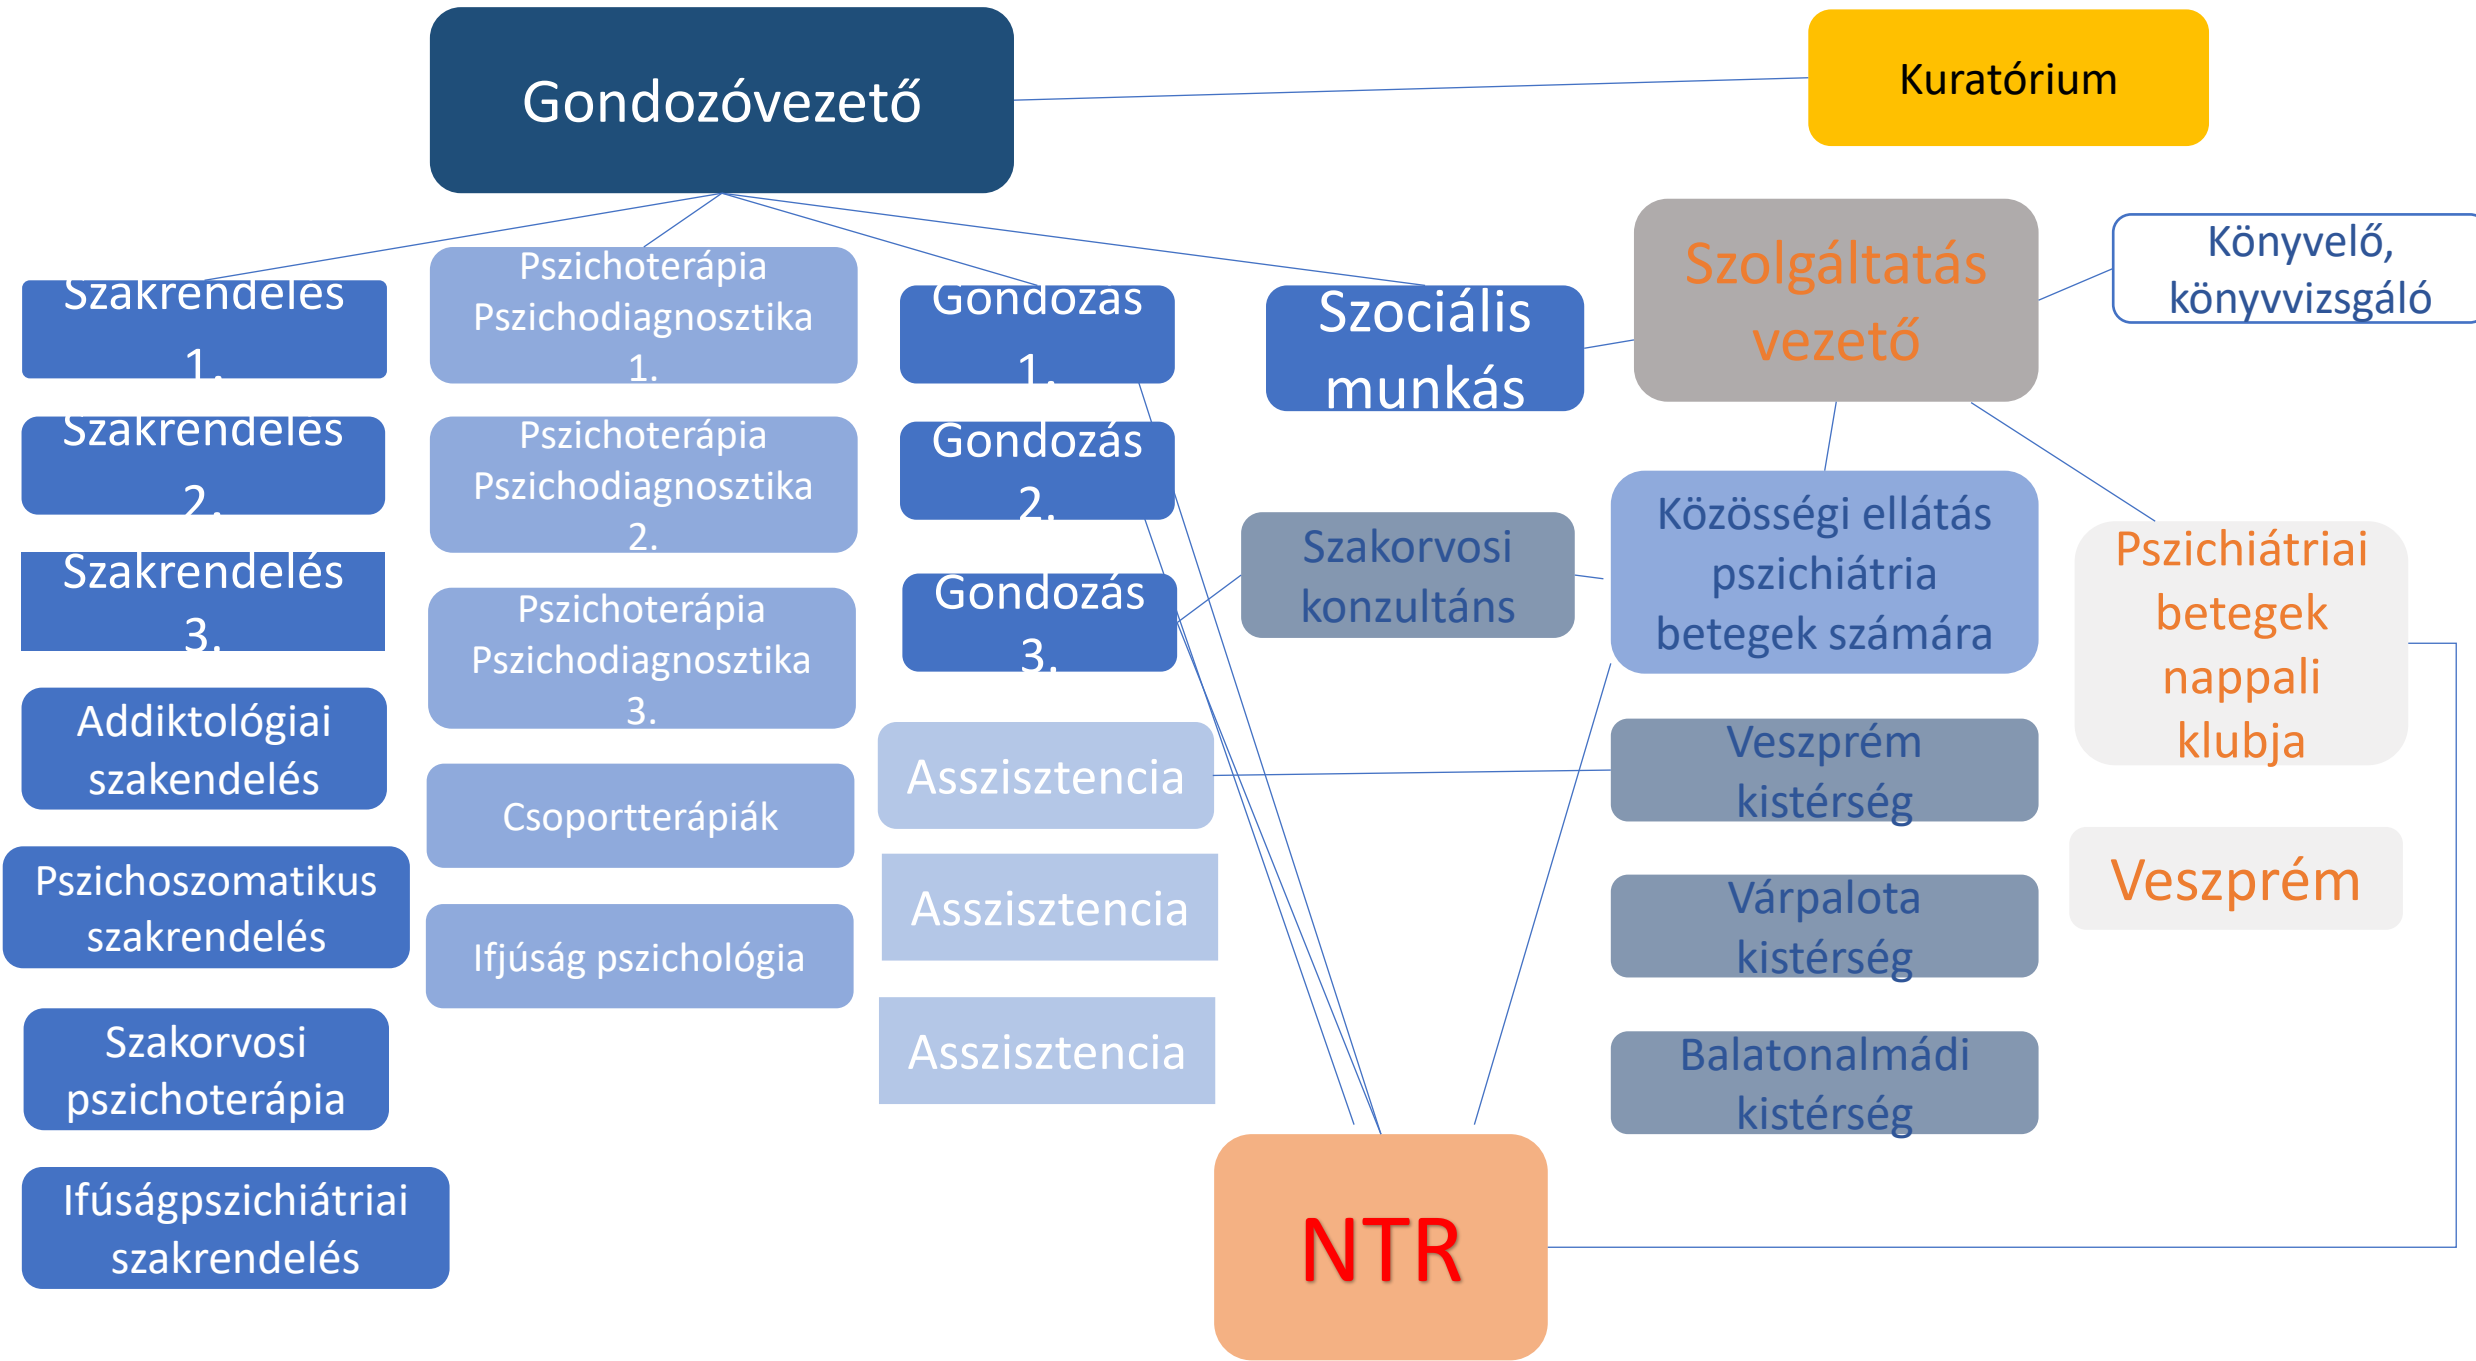 Gondozóvezető
Kuratórium
Szolgáltatás
vezető
Könyvelő,
könyvvizsgáló
Szakrendelés
1.
Szakrendelés
2.
Szakrendelés
3.
Addiktológiai
szakendelés
Pszichoszomatikus
szakrendelés
Szakorvosi
pszichoterápia
Ifúságpszichiátriai
szakrendelés
Pszichoterápia
Pszichodiagnosztika
1.
Pszichoterápia
Pszichodiagnosztika
2.
Pszichoterápia
Pszichodiagnosztika
3.
Csoportterápiák
Ifjúság pszichológia
Gondozás
1.
Gondozás
2.
Gondozás
3.
Asszisztencia
Asszisztencia
Asszisztencia
Szociális
munkás
Szakorvosi
konzultáns
Közösségi ellátás
pszichiátria
betegek számára
Veszprém
kistérség
Várpalota
kistérség
Balatonalmádi
kistérség
Pszichiátriai
betegek
nappali
klubja
Veszprém
NTR